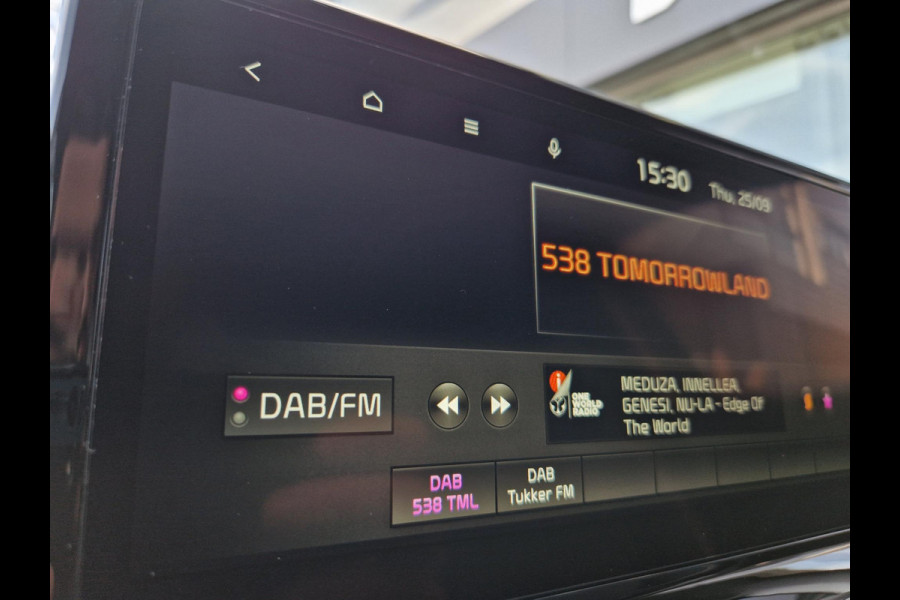 15:30 Thu, 25/09
538 TOMORROWLAND
DAB/FM
ONE
WORLD
RADIO
MEDUZA, INNELLEA,
GENESI, NU-LA - Edge Of
The World
DAB
538 TML
DAB
Tukker FM